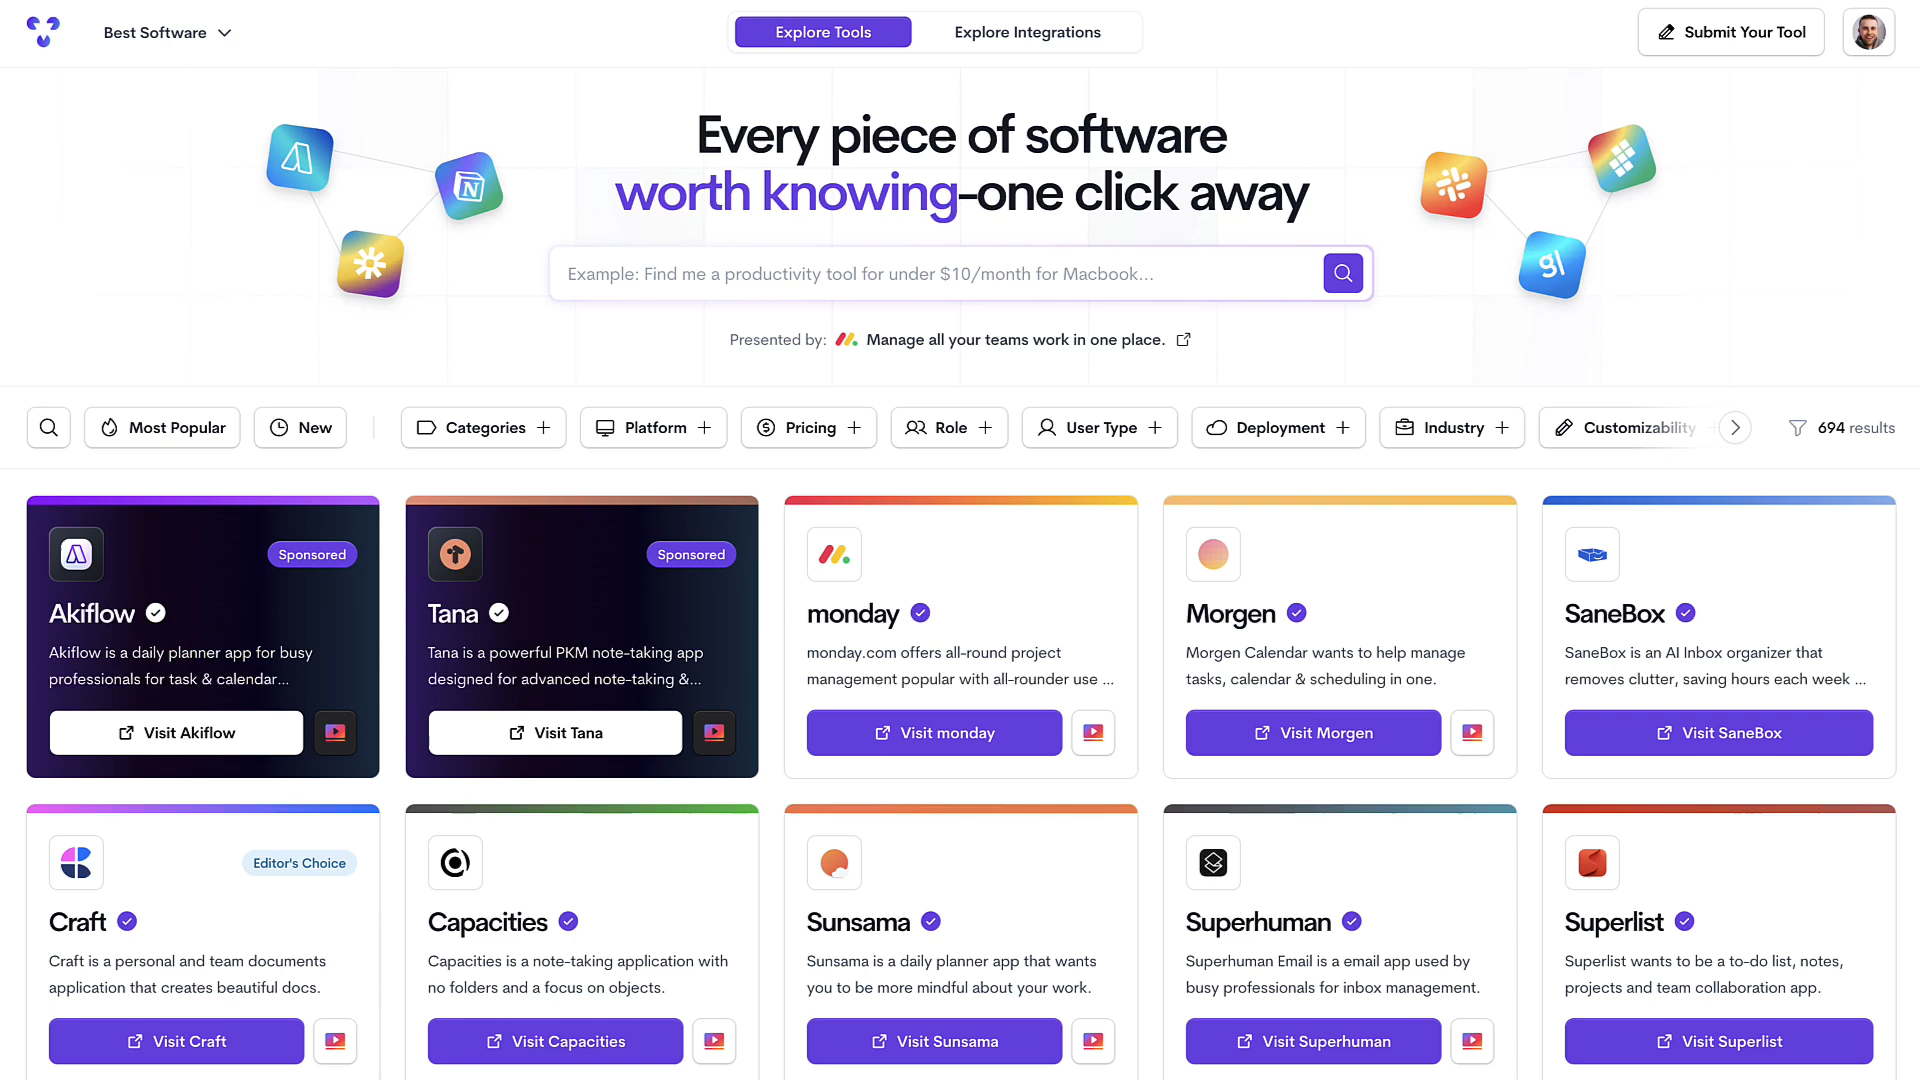 Best Software
Explore Tools
Explore Integrations
Submit Your Tool
Every piece of software
worth knowing-one click away
Example: Find me a productivity tool for under $10/month for Macbook...
Presented by: Manage all your teams work in one place.
Most Popular
New
Categories
Platform
Pricing
Role
User Type
Deployment
Industry
Customizability
694 results
Sponsored
Akiflow
Akiflow is a daily planner app for busy
professionals for task & calendar...
Visit Akiflow
Sponsored
Tana
Tana is a powerful PKM note-taking app
designed for advanced note-taking &...
Visit Tana
monday
monday.com offers all-round project
management popular with all-rounder use ...
Visit monday
Morgen
Morgen Calendar wants to help manage
tasks, calendar & scheduling in one.
Visit Morgen
SaneBox
SaneBox is an AI Inbox organizer that
removes clutter, saving hours each week ...
Visit SaneBox
Editor's Choice
Craft
Craft is a personal and team documents
application that creates beautiful docs.
Visit Craft
Capacities
Capacities is a note-taking application with
no folders and a focus on objects.
Visit Capacities
Sunsama
Sunsama is a daily planner app that wants
you to be more mindful about your work.
Visit Sunsama
Superhuman
Superhuman Email is a email app used by
busy professionals for inbox management.
Visit Superhuman
Superlist
Superlist wants to be a to-do list, notes,
projects and team collaboration app.
Visit Superlist